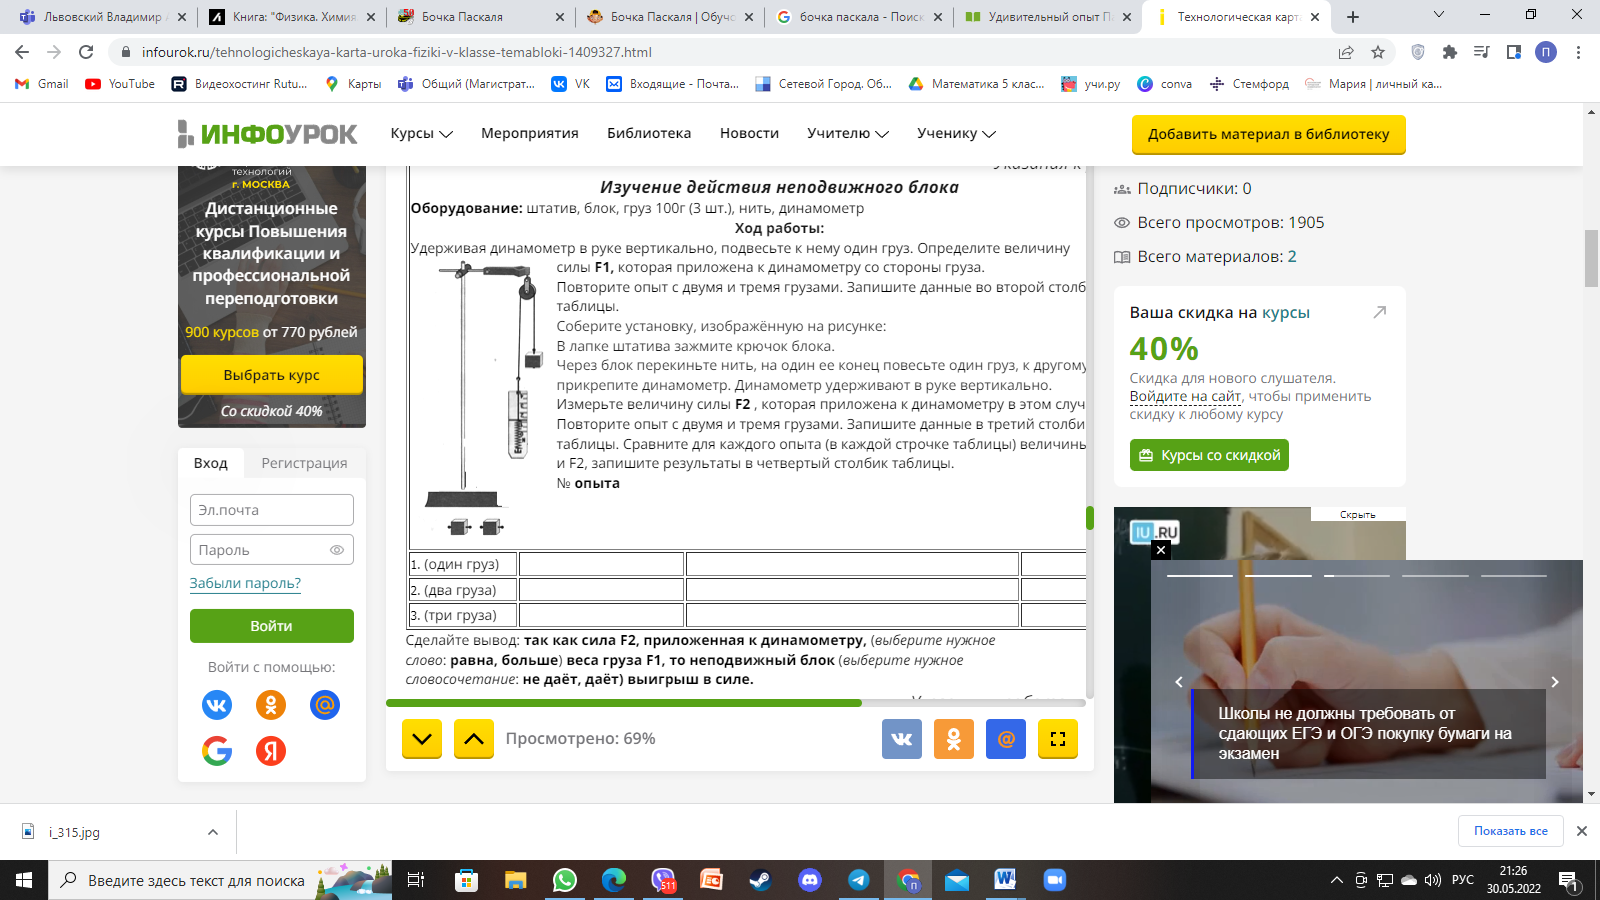 Львовский Владимир А
Книга: "Физика. Химия
Бочка Паскаля
Бочка Паскаля | Обучо
бочка паскаля - Поиск
Удивительный опыт Па
Технологическая карта
infourok.ru/tehnologicheskaya-karta-uroka-fiziki-v-klasse-temabloki-1409327.html
П
Gmail
YouTube
Видеохостинг Rutu...
Карты
Общий (Магистрат...
VK
Входящие - Почта...
Сетевой Город. Об...
Математика 5 клас...
учи.ру
conva
Стемфорд
Мария | личный ка...
ИНФОУРОК
Курсы
Мероприятия
Библиотека
Новости
Учителю
Ученику
Добавить материал в библиотеку
технологий
г. МОСКВА
Дистанционные
курсы Повышения
квалификации и
профессиональной
переподготовки
900 курсов от 770 рублей
Выбрать курс
Со скидкой 40%
Вход
Регистрация
Эл.почта
Пароль
Забыли пароль?
Войти
Войти с помощью:
Указания к
Изучение действия неподвижного блока
Оборудование: штатив, блок, груз 100г (3 шт.), нить, динамометр
Ход работы:
Удерживая динамометр в руке вертикально, подвесьте к нему один груз. Определите величину
силы F1, которая приложена к динамометру со стороны груза.
Повторите опыт с двумя и тремя грузами. Запишите данные во второй столб
таблицы.
Соберите установку, изображённую на рисунке:
В лапке штатива зажмите крючок блока.
Через блок перекиньте нить, на один ее конец повесьте один груз, к другому
прикрепите динамометр. Динамометр удерживают в руке вертикально.
Измерьте величину силы F2 , которая приложена к динамометру в этом случ
Повторите опыт с двумя и тремя грузами. Запишите данные в третий столби
таблицы. Сравните для каждого опыта (в каждой строчке таблицы) величины
и F2, запишите результаты в четвертый столбик таблицы.
№ опыта
1. (один груз)
2. (два груза)
3. (три груза)
Сделайте вывод: так как сила F2, приложенная к динамометру, (выберите нужное
слово: равна, больше) веса груза F1, то неподвижный блок (выберите нужное
словосочетание: не даёт, даёт) выигрыш в силе.
Просмотрено: 69%
Подписчики: 0
Всего просмотров: 1905
Всего материалов: 2
Ваша скидка на курсы
40%
Скидка для нового слушателя.
Войдите на сайт, чтобы применить
скидку к любому курсу
Курсы со скидкой
Скрыть
IU.RU
Школы не должны требовать от
сдающих ЕГЭ и ОГЭ покупку бумаги на
экзамен
i_315.jpg
Показать все
Введите здесь текст для поиска
511
РУС
21:26
30.05.2022
1